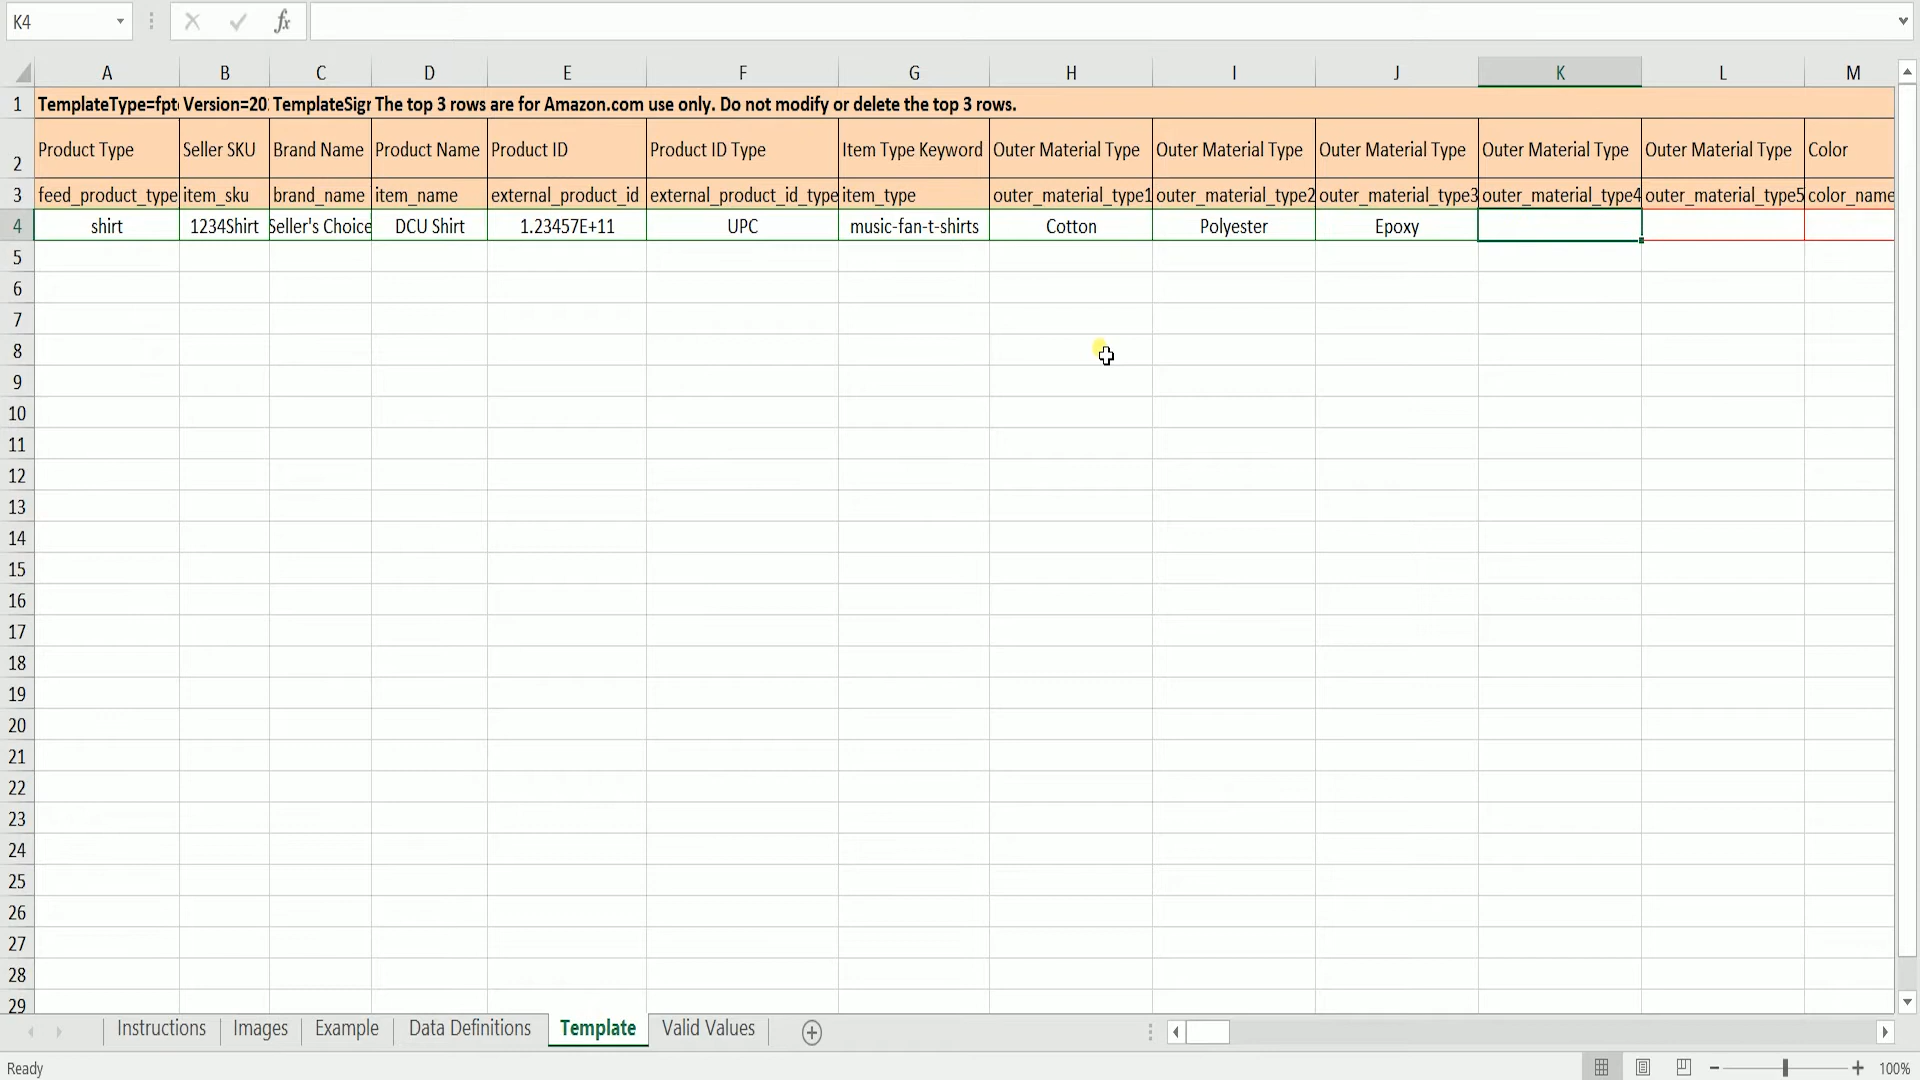 K4
fx
A B C D E F G H I J K L M
1 TemplateType=fpt Version=20 TemplateSigr The top 3 rows are for Amazon.com use only. Do not modify or delete the top 3 rows.
2 Product Type Seller SKU Brand Name Product Name Product ID Product ID Type Item Type Keyword Outer Material Type Outer Material Type Outer Material Type Outer Material Type Outer Material Type Color
3 feed_product_type item_sku brand_name item_name external_product_id external_product_id_type item_type outer_material_type1 outer_material_type2 outer_material_type3 outer_material_type4 outer_material_type5 color_name
4 shirt 1234Shirt Seller's Choice DCU Shirt 1.23457E+11 UPC music-fan-t-shirts Cotton Polyester Epoxy
5
6
7
8
9
10
11
12
13
14
15
16
17
18
19
20
21
22
23
24
25
26
27
28
29
Instructions Images Example Data Definitions Template Valid Values
Ready 100%